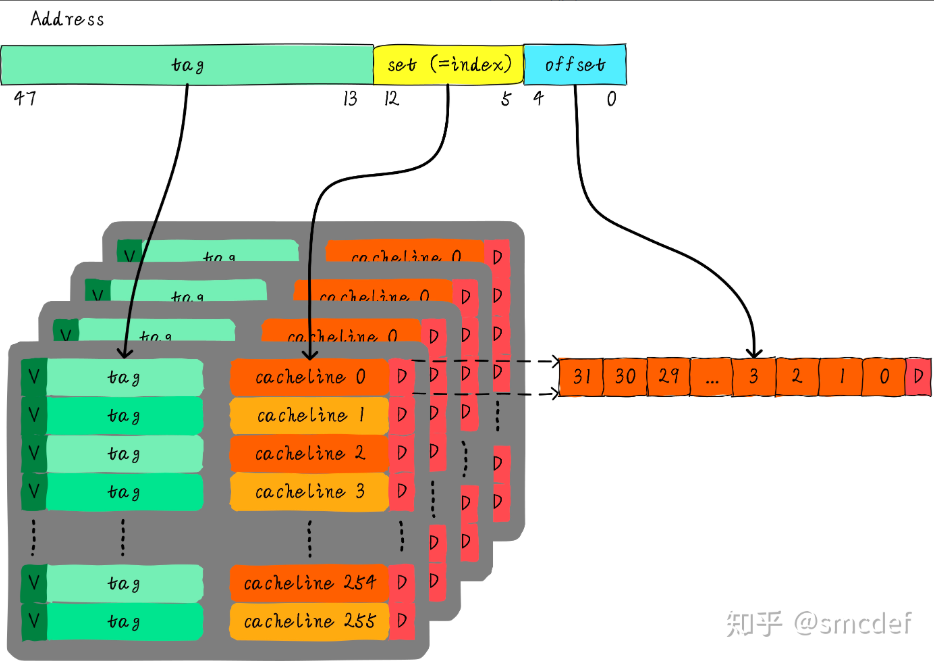 Address
tag set (=index) offset
47 13 12 5 4 0
V tag cacheline 0 D
V tag cacheline 0 D
D
V tag cacheline 0 D D D
V tag cacheline 0 D D D D
31 30 29 ... 3 2 1 0 D
V tag cacheline 1 D D D
V tag cacheline 2 D D
V tag cacheline 3 D
D
D
D
D
D
D
V tag cacheline 254 D D
V tag cacheline 255 D
知乎 @smcdef